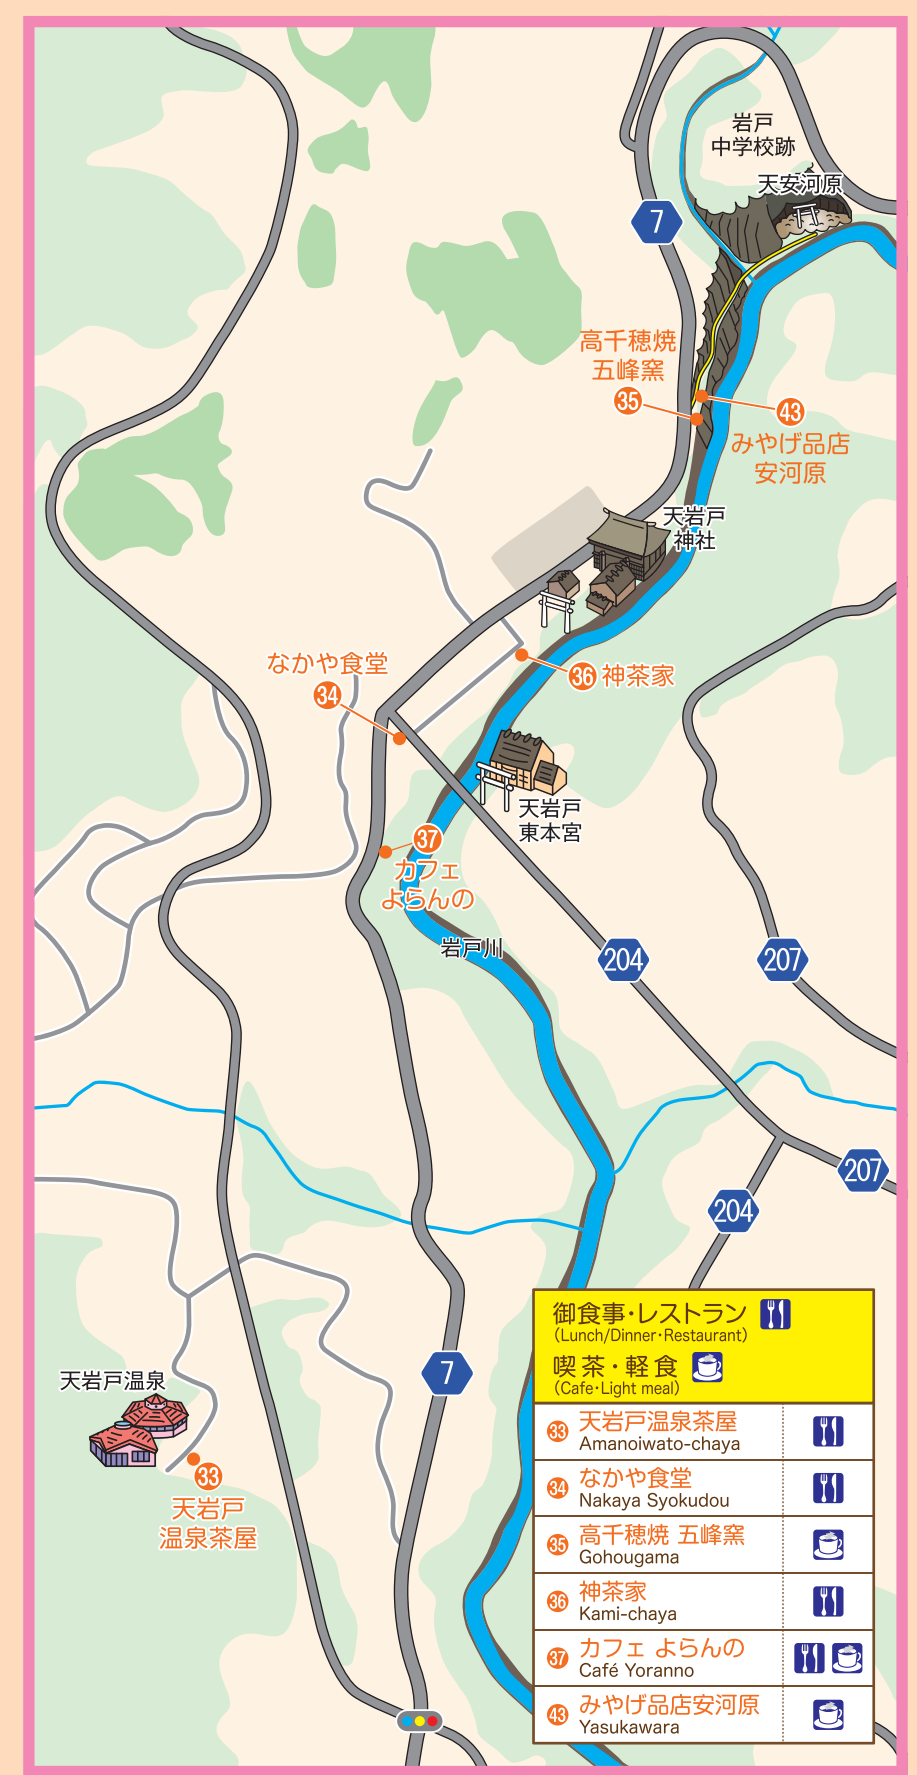 岩戸
中学校跡
天安河原
7
高千穂焼
五峰窯
35
43
みやげ品店
安河原
天岩戸
神社
なかや食堂
34
36 神茶家
天岩戸
東本宮
37
カフェ
よらんの
岩戸川
204
207
207
204
7
天岩戸温泉
33
天岩戸
温泉茶屋
御食事・レストラン
(Lunch/Dinner・Restaurant)
喫茶・軽食
(Cafe・Light meal)
33 天岩戸温泉茶屋
Amanoiwato-chaya
34 なかや食堂
Nakaya Syokudou
35 高千穂焼 五峰窯
Gohougama
36 神茶家
Kami-chaya
37 カフェ よらんの
Café Yoranno
43 みやげ品店安河原
Yasukawara